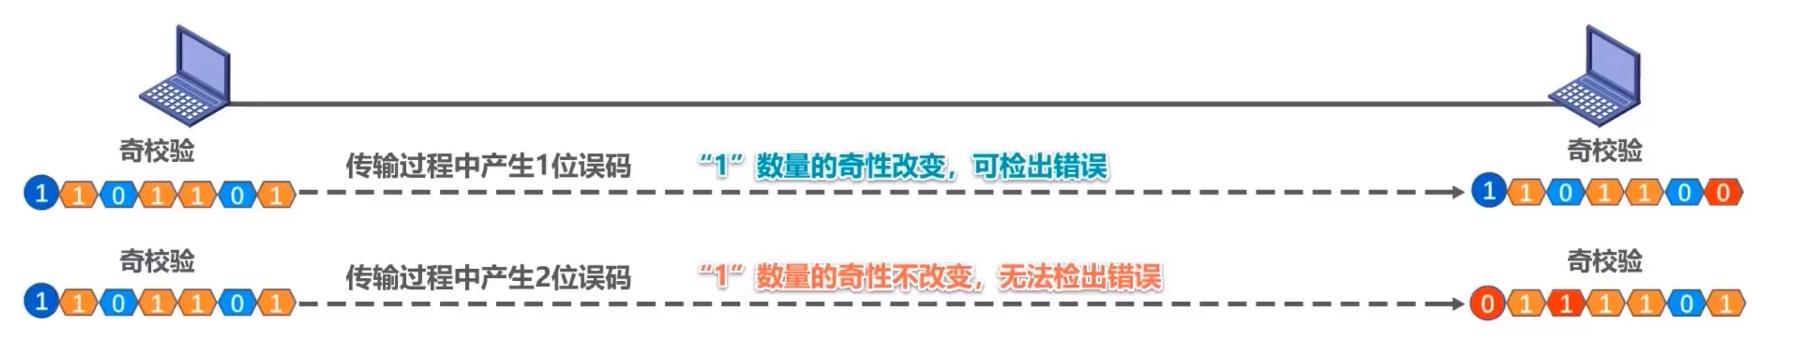 奇校验
奇校验
传输过程中产生1位误码 “1”数量的奇性改变，可检出错误
1 1 0 1 1 0 1
1 1 0 1 1 0 0
奇校验
奇校验
传输过程中产生2位误码 “1”数量的奇性不改变，无法检出错误
1 1 0 1 1 0 1
0 1 1 1 1 0 1